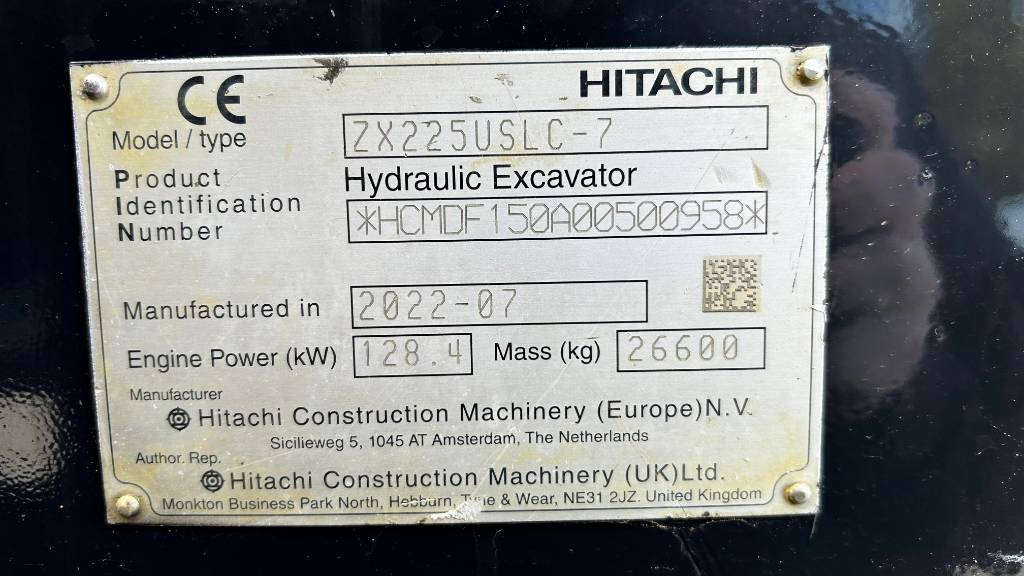 CE
HITACHI
Model / type ZX225USLC-7
Product Identification Number
Hydraulic Excavator
*HCMDF150A00500958*
Manufactured in 2022-07
Engine Power (kW) 128.4 Mass (kg) 26600
Manufacturer
Hitachi Construction Machinery (Europe)N.V.
Sicilieweg 5, 1045 AT Amsterdam, The Netherlands
Author. Rep.
Hitachi Construction Machinery (UK)Ltd.
Monkton Business Park North, Hebburn, Tyne & Wear, NE31 2JZ. United Kingdom